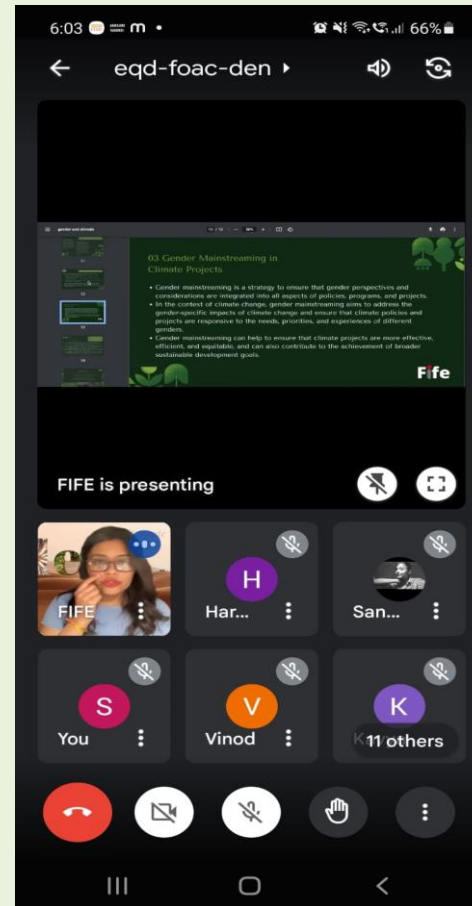 6:03 m • 66%
eqd-foac-den
gender and climate
03 Gender Mainstreaming in
Climate Projects
• Gender mainstreaming is a strategy to ensure that gender perspectives and
considerations are integrated into all aspects of policies, programs, and projects.
• In the context of climate change, gender mainstreaming aims to address the
gender-specific impacts of climate change and ensure that climate policies and
projects are responsive to the needs, priorities, and experiences of different
genders.
• Gender mainstreaming can help to ensure that climate projects are more effective,
efficient, and equitable, and can also contribute to the achievement of broader
sustainable development goals.
Fife
FIFE is presenting
FIFE
H
Har...
San...
S
You
V
Vinod
K
11 others